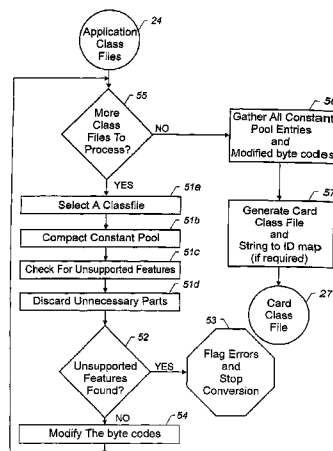 24
Application
Class
Files
55
More
Class
Files To
Process?
NO
YES
56
Gather All Constant
Pool Entries
and
Modified byte codes
57
Generate Card
Class File
and
String to ID map
(if required)
27
Card
Class
File
51a
Select A Classfile
51b
Compact Constant Pool
51c
Check For Unsupported Features
51d
Discard Unnecessary Parts
52
Unsupported
Features
Found?
YES
53
Flag Errors
and
Stop
Conversion
NO
54
Modify The byte codes